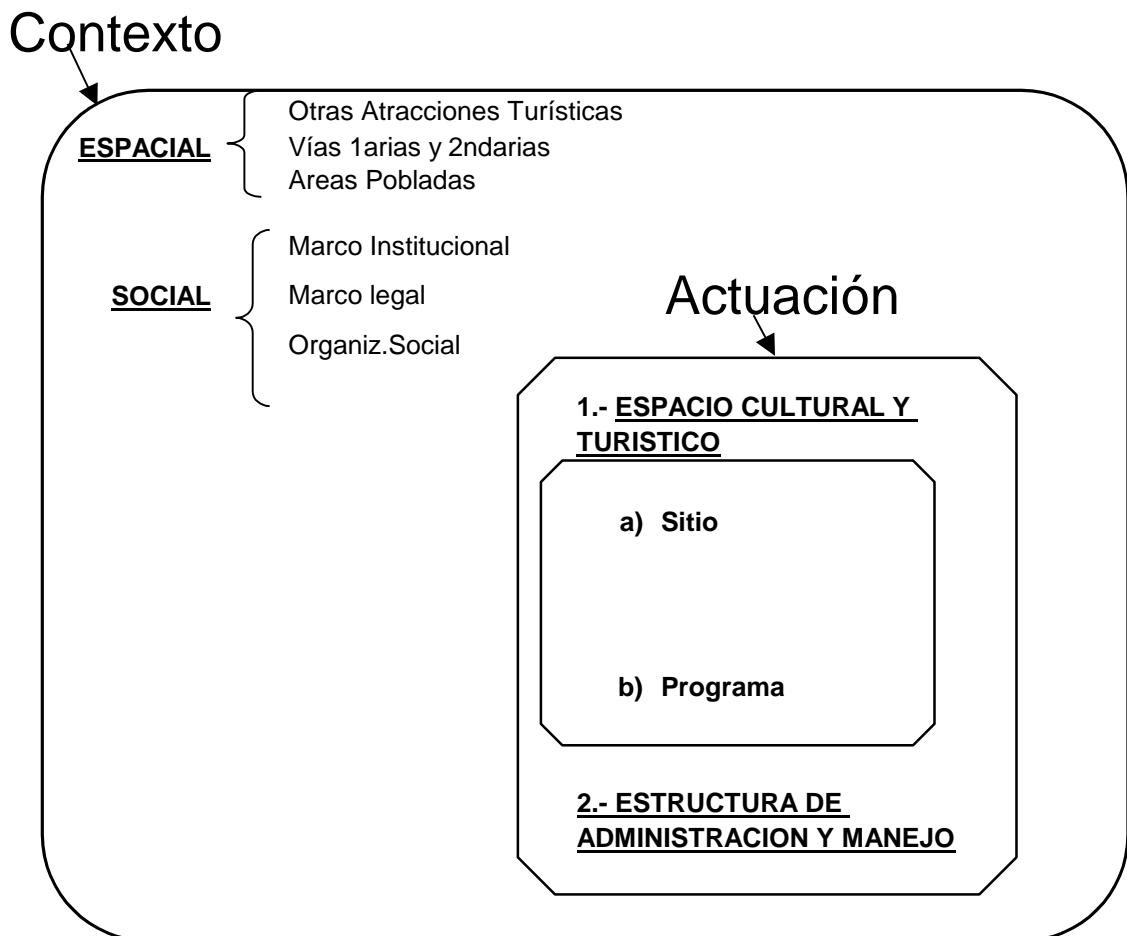 Contexto
Otras Atracciones Turísticas
ESPACIAL
Vías 1arias y 2ndarias
Areas Pobladas
Marco Institucional
SOCIAL
Marco legal
Organiz.Social
Actuación
1.- ESPACIO CULTURAL Y
TURISTICO
a) Sitio
b) Programa
2.- ESTRUCTURA DE
ADMINISTRACION Y MANEJO